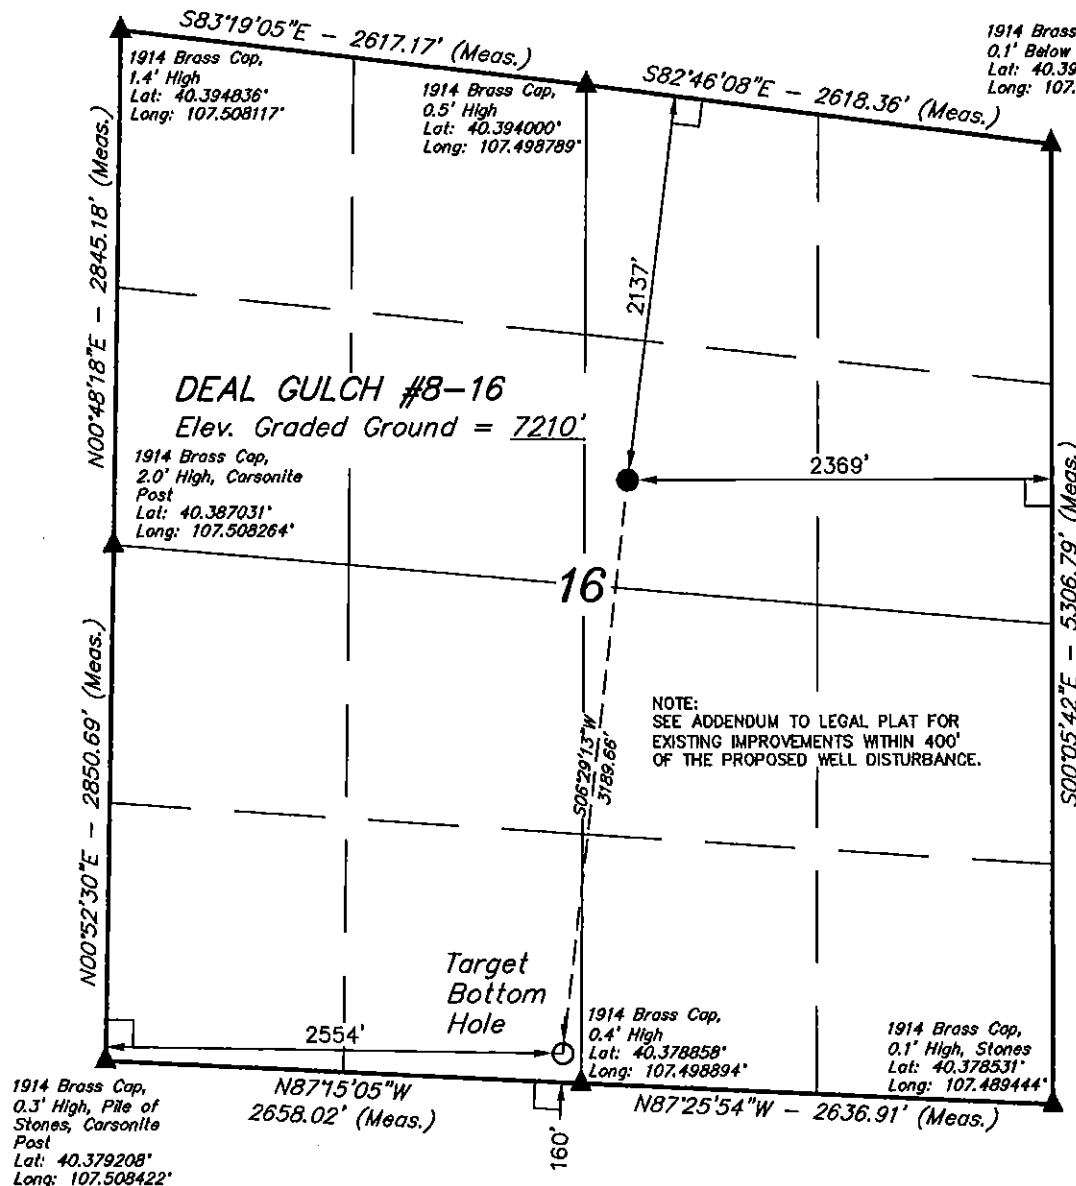 S83°19'05"E - 2617.17' (Meas.)
1914 Brass Cap,
1.4' High
Lat: 40.394836°
Long: 107.508117°
1914 Brass Cap,
0.5' High
Lat: 40.394000°
Long: 107.498789°
S82°46'08"E - 2618.36' (Meas.)
1914 Brass
0.1' Below
Lat: 40.39
Long: 107.
N00°48'18"E - 2845.18' (Meas.)
2137'
DEAL GULCH #8-16
Elev. Graded Ground = 7210'
1914 Brass Cap,
2.0' High, Carsonite
Post
Lat: 40.387031°
Long: 107.508264°
2369'
S00°05'42"E - 5306.79' (Meas.)
16
NOTE:
SEE ADDENDUM TO LEGAL PLAT FOR
EXISTING IMPROVEMENTS WITHIN 400'
OF THE PROPOSED WELL DISTURBANCE.
S06°29'13"W
3189.66'
N00°52'30"E - 2850.69' (Meas.)
Target
Bottom
Hole
2554'
1914 Brass Cap,
0.4' High
Lat: 40.378858°
Long: 107.498894°
1914 Brass Cap,
0.1' High, Stones
Lat: 40.378531°
Long: 107.489444°
1914 Brass Cap,
0.3' High, Pile of
Stones, Carsonite
Post
Lat: 40.379208°
Long: 107.508422°
N87°15'05"W
2658.02' (Meas.)
160'
N87°25'54"W - 2636.91' (Meas.)